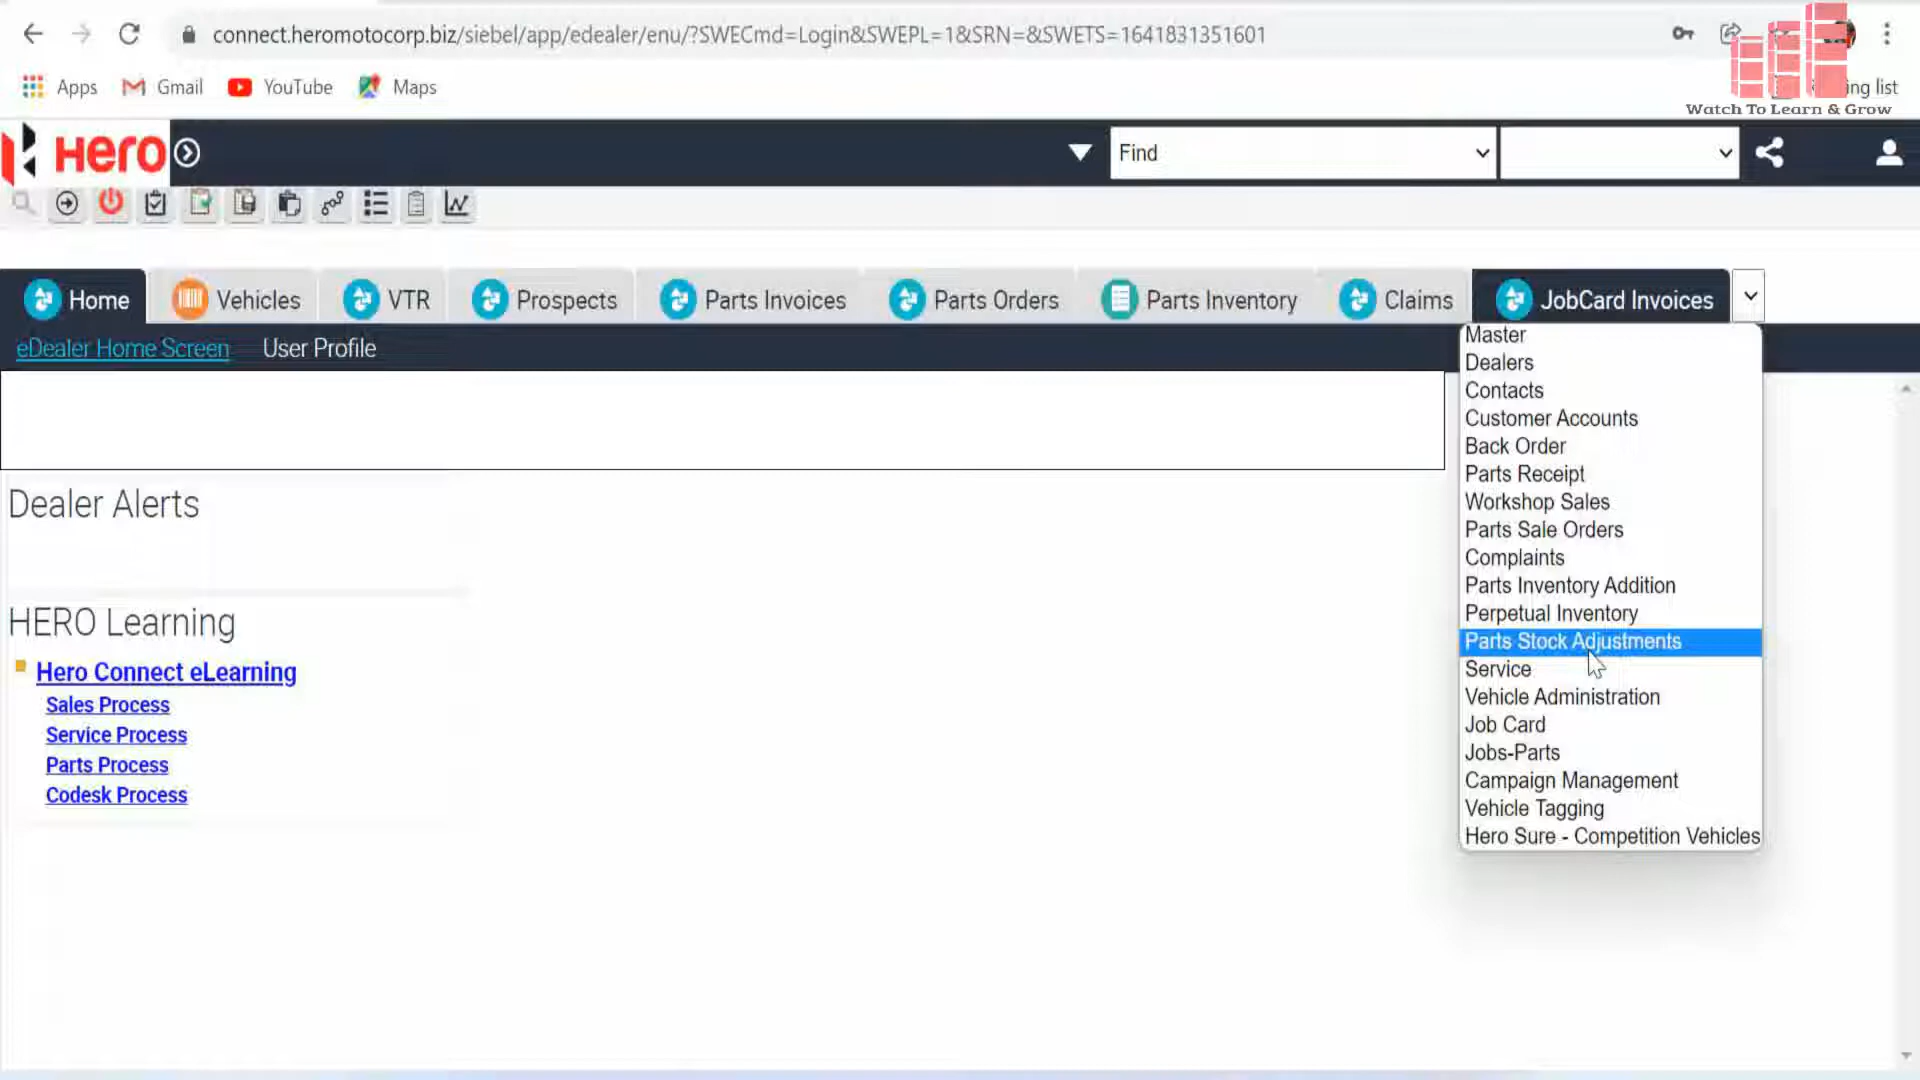 connect.heromotocorp.biz/siebel/app/edealer/enu/?SWECmd=Login&SWEPL=1&SRN=&SWETS=1641831351601
Apps Gmail YouTube Maps
ing list
Watch To Learn & Grow
Hero
Find
Home Vehicles VTR Prospects Parts Invoices Parts Orders Parts Inventory Claims JobCard Invoices
eDealer Home Screen User Profile
Master
Dealers
Contacts
Customer Accounts
Back Order
Parts Receipt
Workshop Sales
Parts Sale Orders
Complaints
Parts Inventory Addition
Perpetual Inventory
Parts Stock Adjustments
Service
Vehicle Administration
Job Card
Jobs-Parts
Campaign Management
Vehicle Tagging
Hero Sure - Competition Vehicles
Dealer Alerts
HERO Learning
Hero Connect eLearning
Sales Process
Service Process
Parts Process
Codesk Process